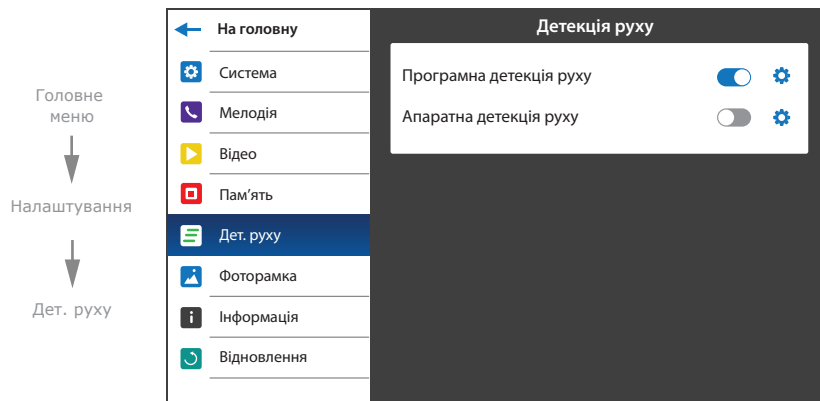 Головне
меню
Налаштування
Дет. руху
На головну
Система
Мелодія
Відео
Пам’ять
Дет. руху
Фоторамка
Інформація
Відновлення
Детекція руху
Програмна детекція руху
Апаратна детекція руху